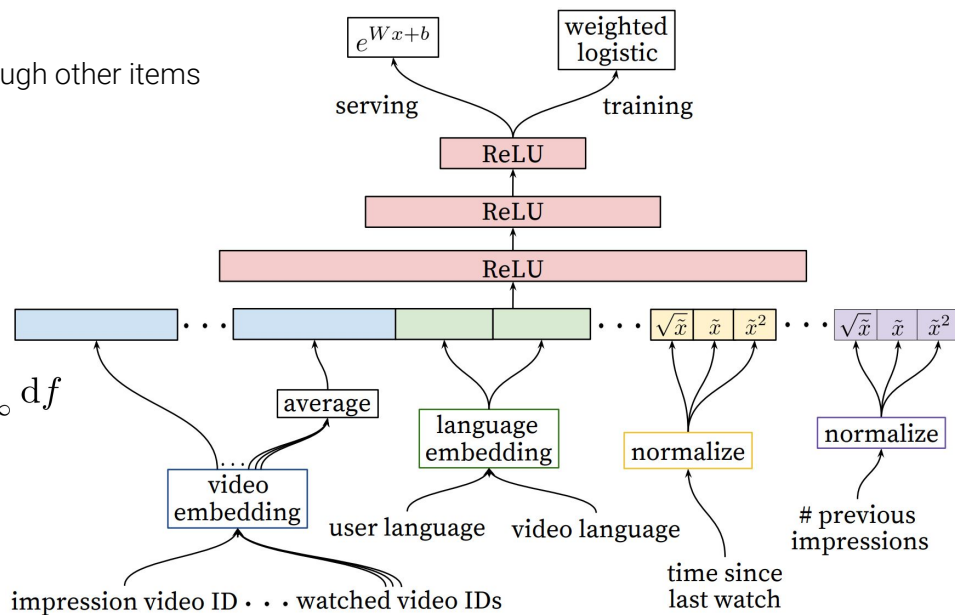 ugh other items
e^{Wx+b}
weighted
logistic
serving
training
ReLU
ReLU
ReLU
...
...
√x̃ x̃ x̃²
...
√x̃ x̃ x̃²
∞ df
average
language
embedding
normalize
normalize
...
video
embedding
user language
video language
# previous
impressions
time since
last watch
impression video ID ... watched video IDs